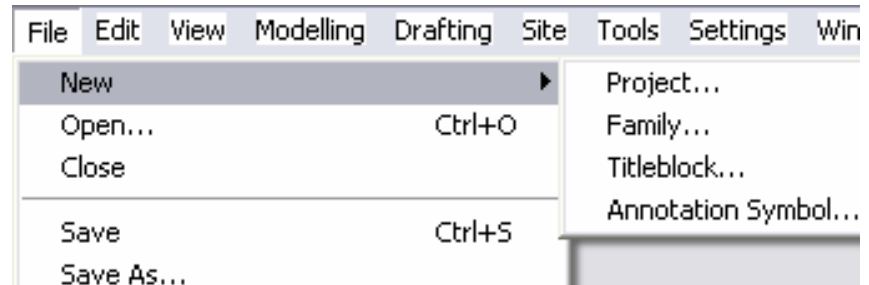 File Edit View Modelling Drafting Site Tools Settings Win
New
Open... Ctrl+O
Close
Save Ctrl+S
Save As...
Project...
Family...
Titleblock...
Annotation Symbol...